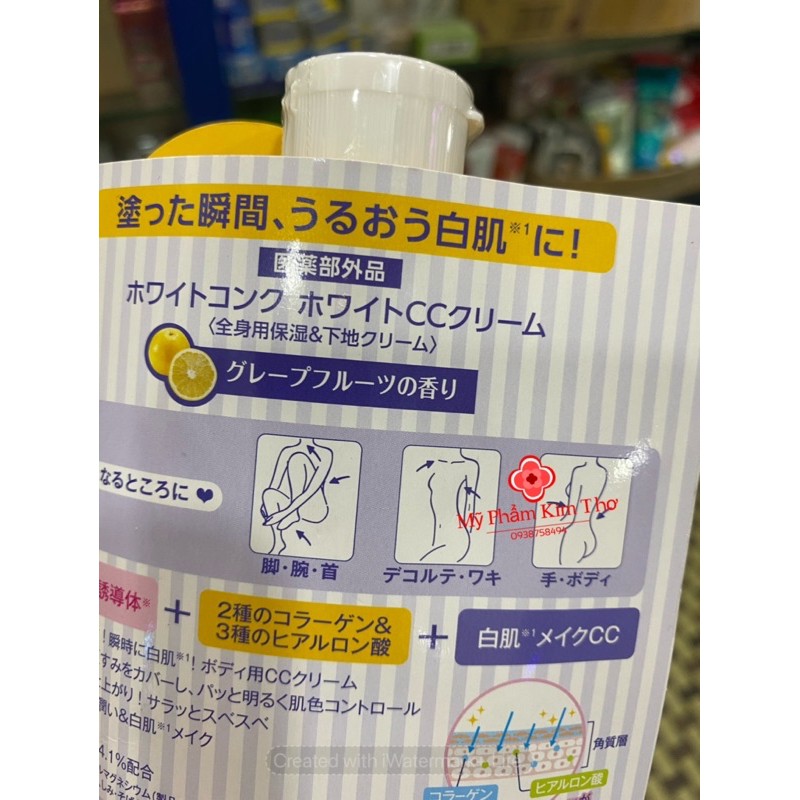 塗った瞬間、うるおう白肌※1に!
医薬部外品
ホワイトコンク ホワイトCCクリーム
〈全身用保湿&下地クリーム〉
グレープフルーツの香り
なるところに♥
脚・腕・首
デコルテ・ワキ
手・ボディ
Mỹ Phẩm Kim Thơ
0938758494
誘導体※
+
2種のコラーゲン&
3種のヒアルロン酸
+
白肌※1メイクCC
!瞬時に白肌※1!ボディ用CCクリーム
すみをカバーし、パッと明るく肌色コントロール
上がり!サラッとスベスベ
潤い&白肌※1メイク
4.1%配合
角質層
コラーゲン
ヒアルロン酸
Created with iWatermark